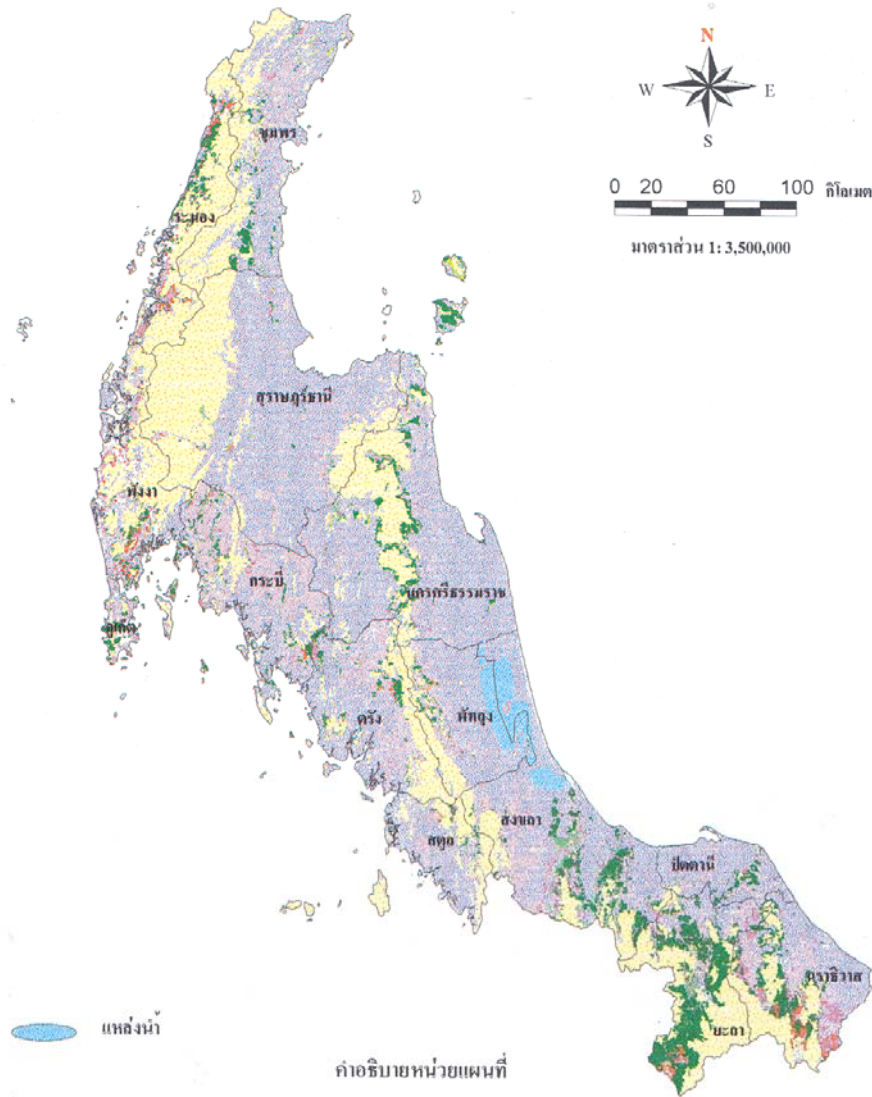 N
W E
S
0 20 60 100 กิโลเมต
มาตราส่วน 1: 3,500,000
ชุมพร
ระนอง
สุราษฎร์ธานี
พังงา
กระบี่
นครศรีธรรมราช
ภูเก็ต
ตรัง
พัทลุง
สตูล
สงขลา
ปัตตานี
นราธิวาส
ยะลา
แหล่งน้ำ
คำอธิบายหน่วยแผนที่